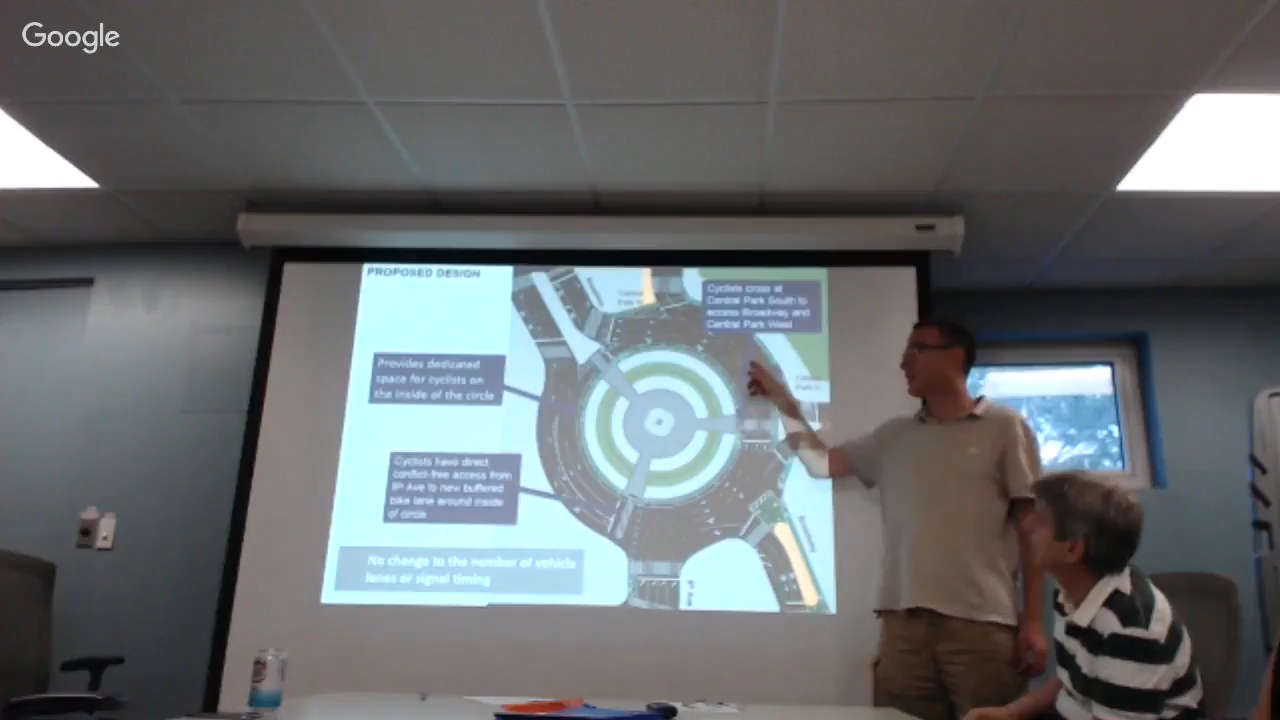 Google
PROPOSED DESIGN
Cyclists cross at
Central Park South to
access Broadway and
Central Park West
Provides dedicated
space for cyclists on
the inside of the circle
Cyclists have direct
conflict-free access from
8th Ave to new buffered
bike lane around inside
of circle
No change to the number of vehicle
lanes or signal timing
Broadway